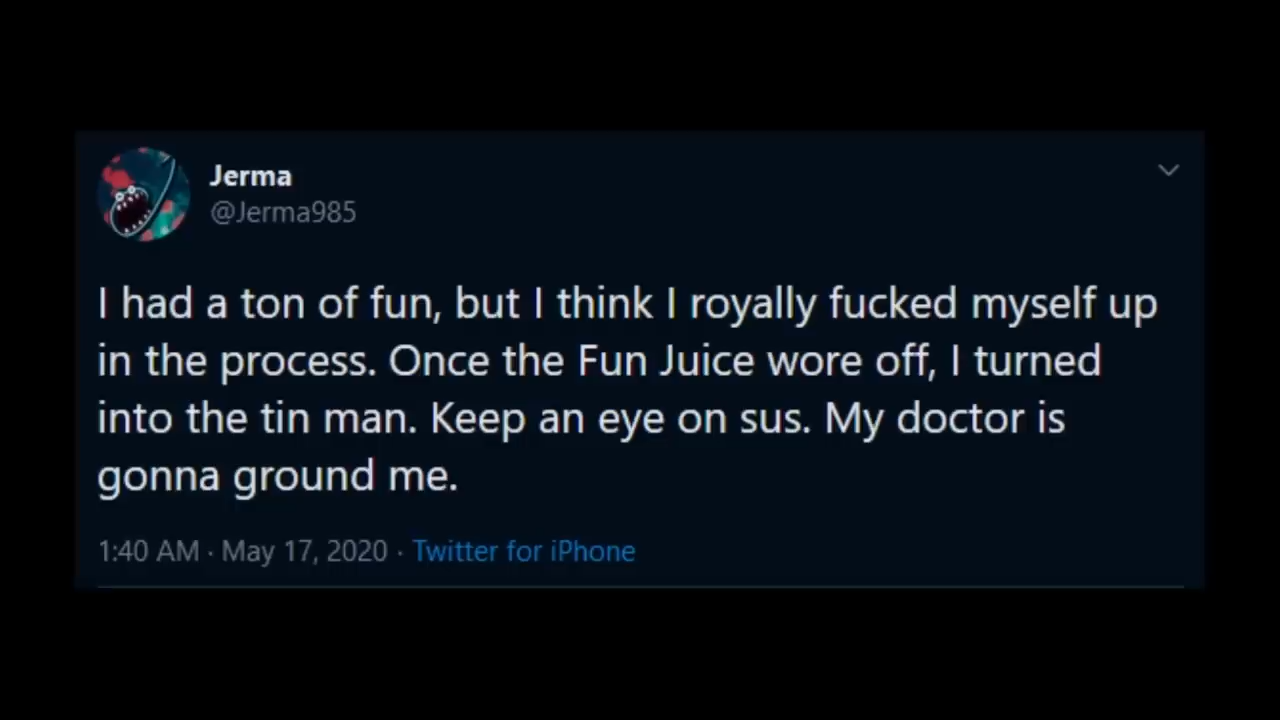 Jerma
@Jerma985
I had a ton of fun, but I think I royally fucked myself up
in the process. Once the Fun Juice wore off, I turned
into the tin man. Keep an eye on sus. My doctor is
gonna ground me.
1:40 AM · May 17, 2020 · Twitter for iPhone